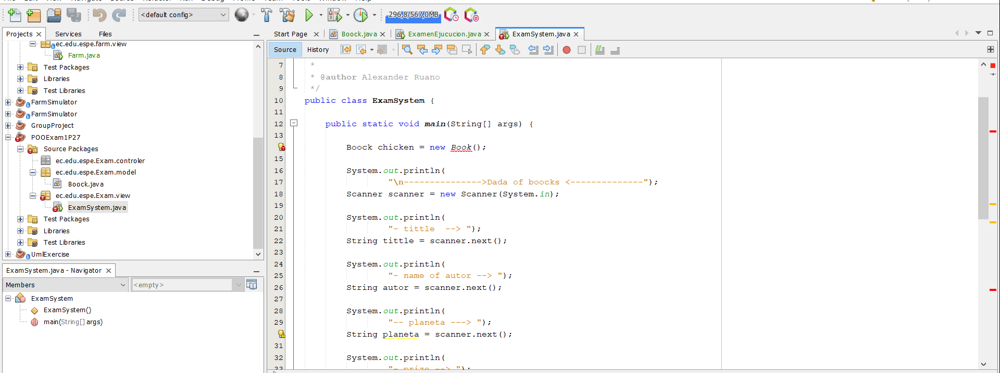 <default config>
296,8/567,0MB
Projects
Services
Files
ec.edu.espe.farm.view
Farm.java
Test Packages
Libraries
Test Libraries
FarmSimulator
FarmSimulator
GroupProject
POOExam1P27
Source Packages
ec.edu.espe.Exam.controler
ec.edu.espe.Exam.model
Boock.java
ec.edu.espe.Exam.view
ExamSystem.java
Test Packages
Libraries
Test Libraries
UmlExercise
ExamSystem.java - Navigator
Members
<empty>
ExamSystem
ExamSystem()
main(String[] args)
Start Page
Boock.java
ExamenEjucucion.java
ExamSystem.java
Source
History
7 *
8 * @author Alexander Ruano
9 */
10 public class ExamSystem {
11
12 public static void main(String[] args) {
13
Boock chicken = new Book();
15
16 System.out.println(
17 "\n--------------->Dada of boocks <--------------");
18 Scanner scanner = new Scanner(System.in);
19
20 System.out.println(
21 "- tittle  --> ");
22 String tittle = scanner.next();
23
24 System.out.println(
25 "- name of autor --> ");
26 String autor = scanner.next();
27
28 System.out.println(
29 "-- planeta ---> ");
String planeta = scanner.next();
31
32 System.out.println(
33 "- prize --> ");